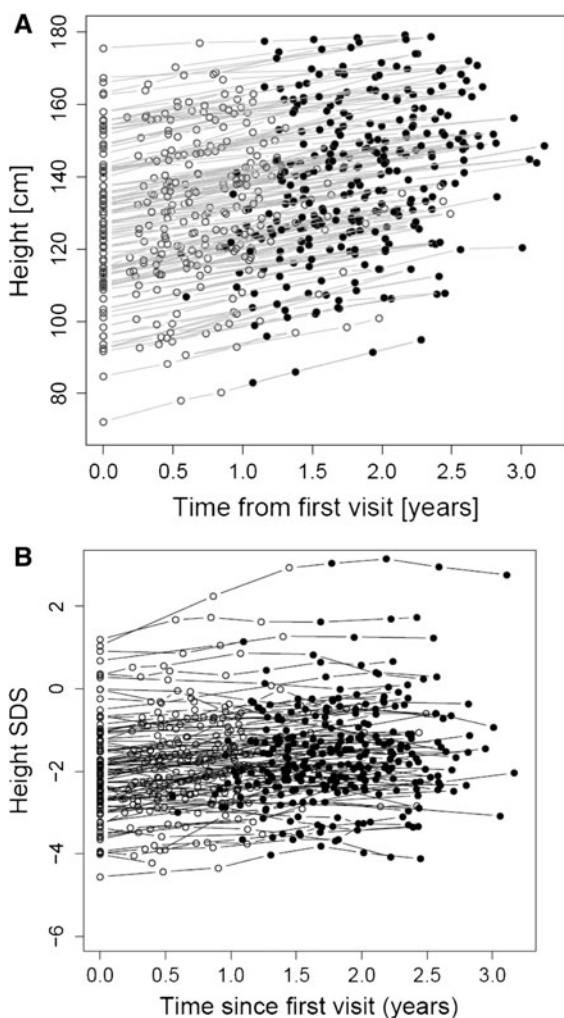 A
Height [cm]
180
160
140
120
100
80
0.0 0.5 1.0 1.5 2.0 2.5 3.0
Time from first visit [years]
B
Height SDS
2
0
-2
-4
-6
0.0 0.5 1.0 1.5 2.0 2.5 3.0
Time since first visit (years)